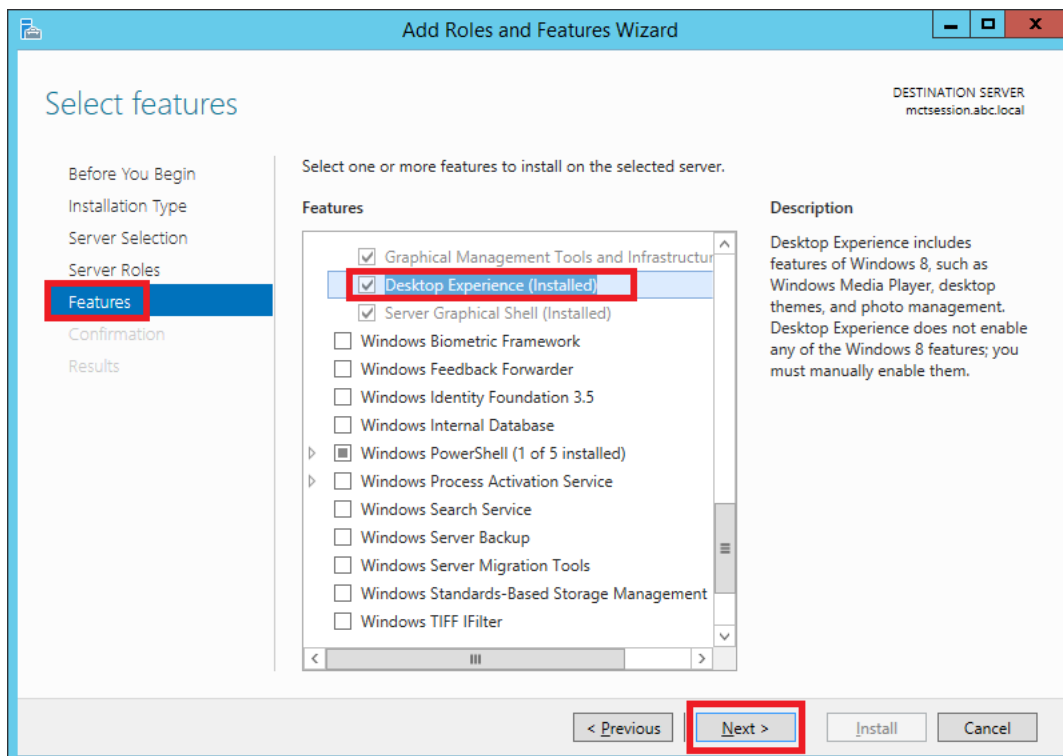 Add Roles and Features Wizard
Select features
DESTINATION SERVER
mctsession.abc.local
Before You Begin
Installation Type
Server Selection
Server Roles
Features
Confirmation
Results
Select one or more features to install on the selected server.
Features
Graphical Management Tools and Infrastructur
Desktop Experience (Installed)
Server Graphical Shell (Installed)
Windows Biometric Framework
Windows Feedback Forwarder
Windows Identity Foundation 3.5
Windows Internal Database
Windows PowerShell (1 of 5 installed)
Windows Process Activation Service
Windows Search Service
Windows Server Backup
Windows Server Migration Tools
Windows Standards-Based Storage Management
Windows TIFF IFilter
Description
Desktop Experience includes
features of Windows 8, such as
Windows Media Player, desktop
themes, and photo management.
Desktop Experience does not enable
any of the Windows 8 features; you
must manually enable them.
< Previous
Next >
Install
Cancel